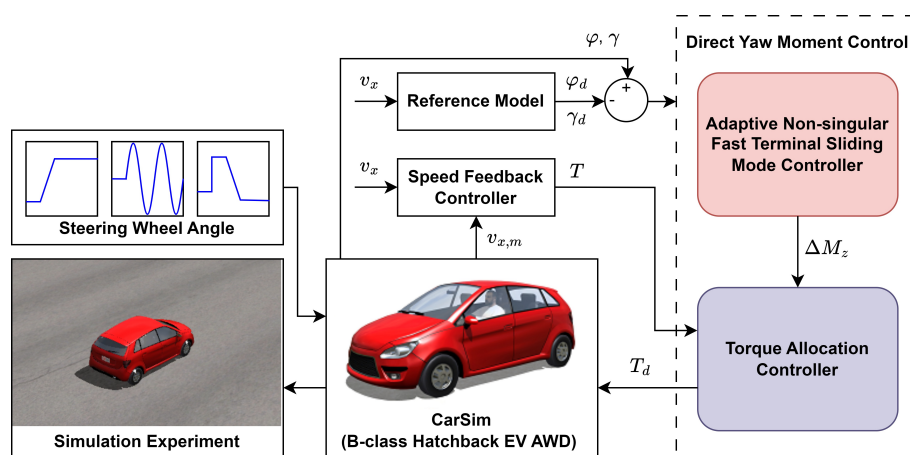 φ, γ
Direct Yaw Moment Control
v_x
Reference Model
φ_d
γ_d
-
+
Adaptive Non-singular
Fast Terminal Sliding
Mode Controller
v_x
Speed Feedback
Controller
T
Steering Wheel Angle
v_{x,m}
ΔM_z
Torque Allocation
Controller
T_d
CarSim
(B-class Hatchback EV AWD)
Simulation Experiment